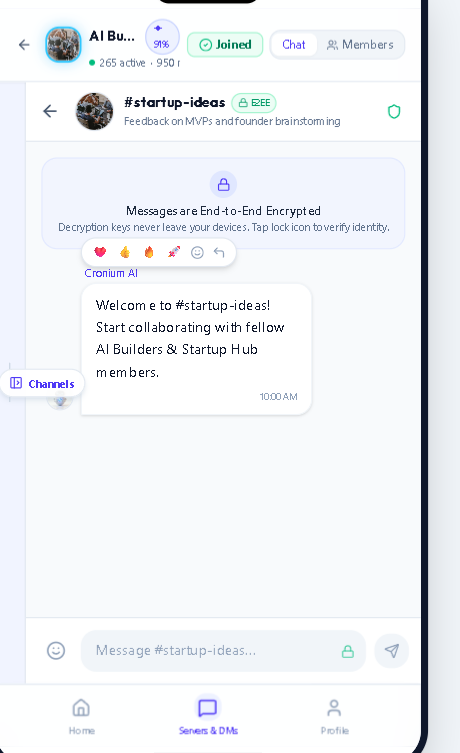 AI Bu...
91%
Joined
Chat
Members
265 active · 950 r
#startup-ideas
E2EE
Feedback on MVPs and founder brainstorming
Messages are End-to-End Encrypted
Decryption keys never leave your devices. Tap lock icon to verify identity.
Cronium AI
Welcome to #startup-ideas!
Start collaborating with fellow
AI Builders & Startup Hub
members.
10:00 AM
Channels
Message #startup-ideas...
Home
Servers & DMs
Profile